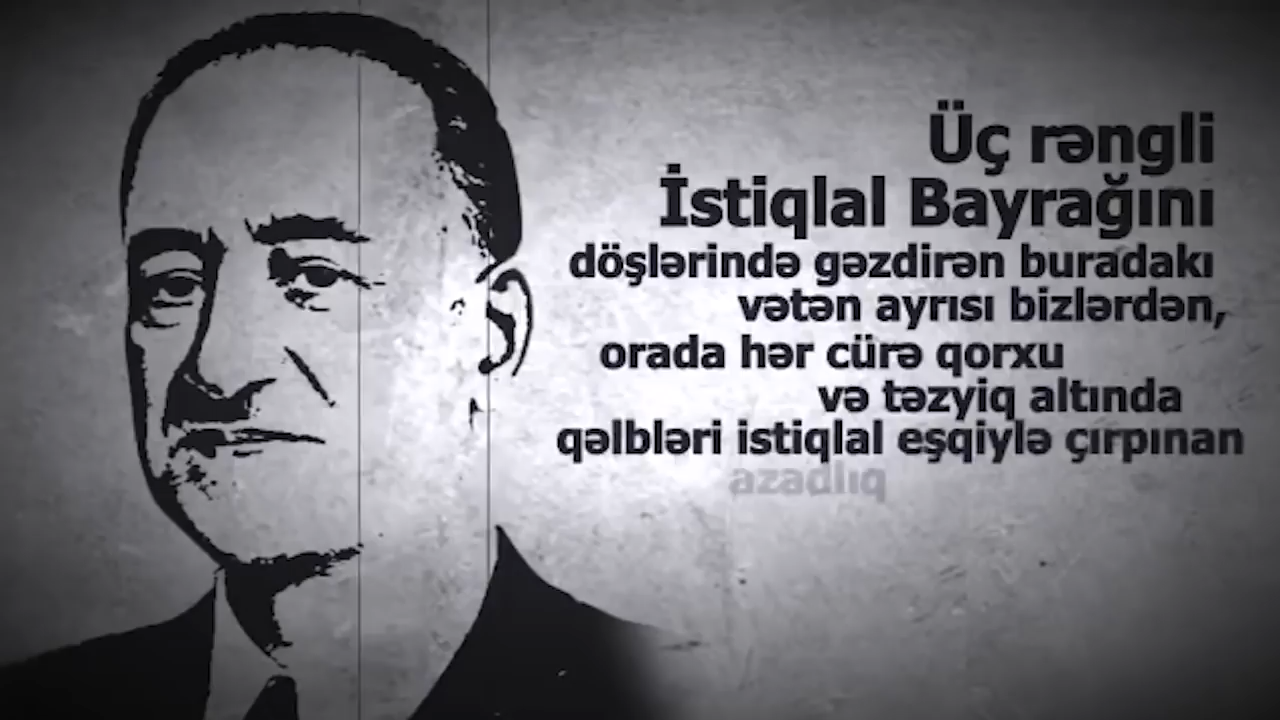 Üç rəngli
İstiqlal Bayrağını
döşlərində gəzdirən buradakı
vətən ayrısı bizlərdən,
orada hər cürə qorxu
və təzyiq altında
qəlbləri istiqlal eşqiylə çırpınan
azadlıq